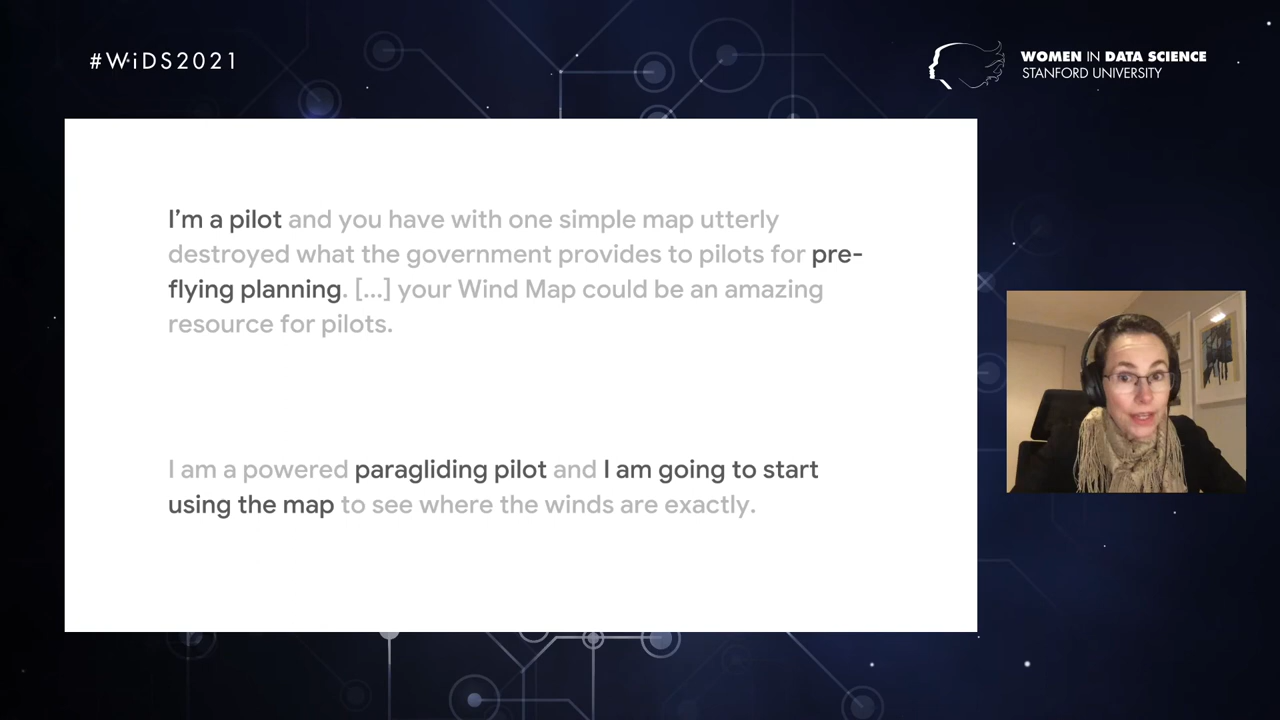 #WiDS2021
WOMEN IN DATA SCIENCE
STANFORD UNIVERSITY
I’m a pilot and you have with one simple map utterly
destroyed what the government provides to pilots for pre-
flying planning. [...] your Wind Map could be an amazing
resource for pilots.
I am a powered paragliding pilot and I am going to start
using the map to see where the winds are exactly.